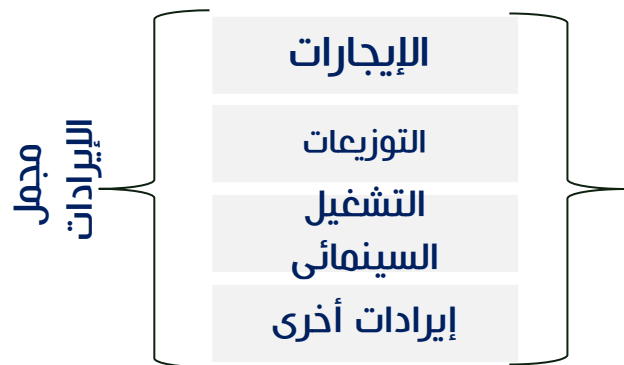 مجمل
الإيرادات
الإيجارات
التوزيعات
التشغيل
السينمائى
إيرادات أخرى